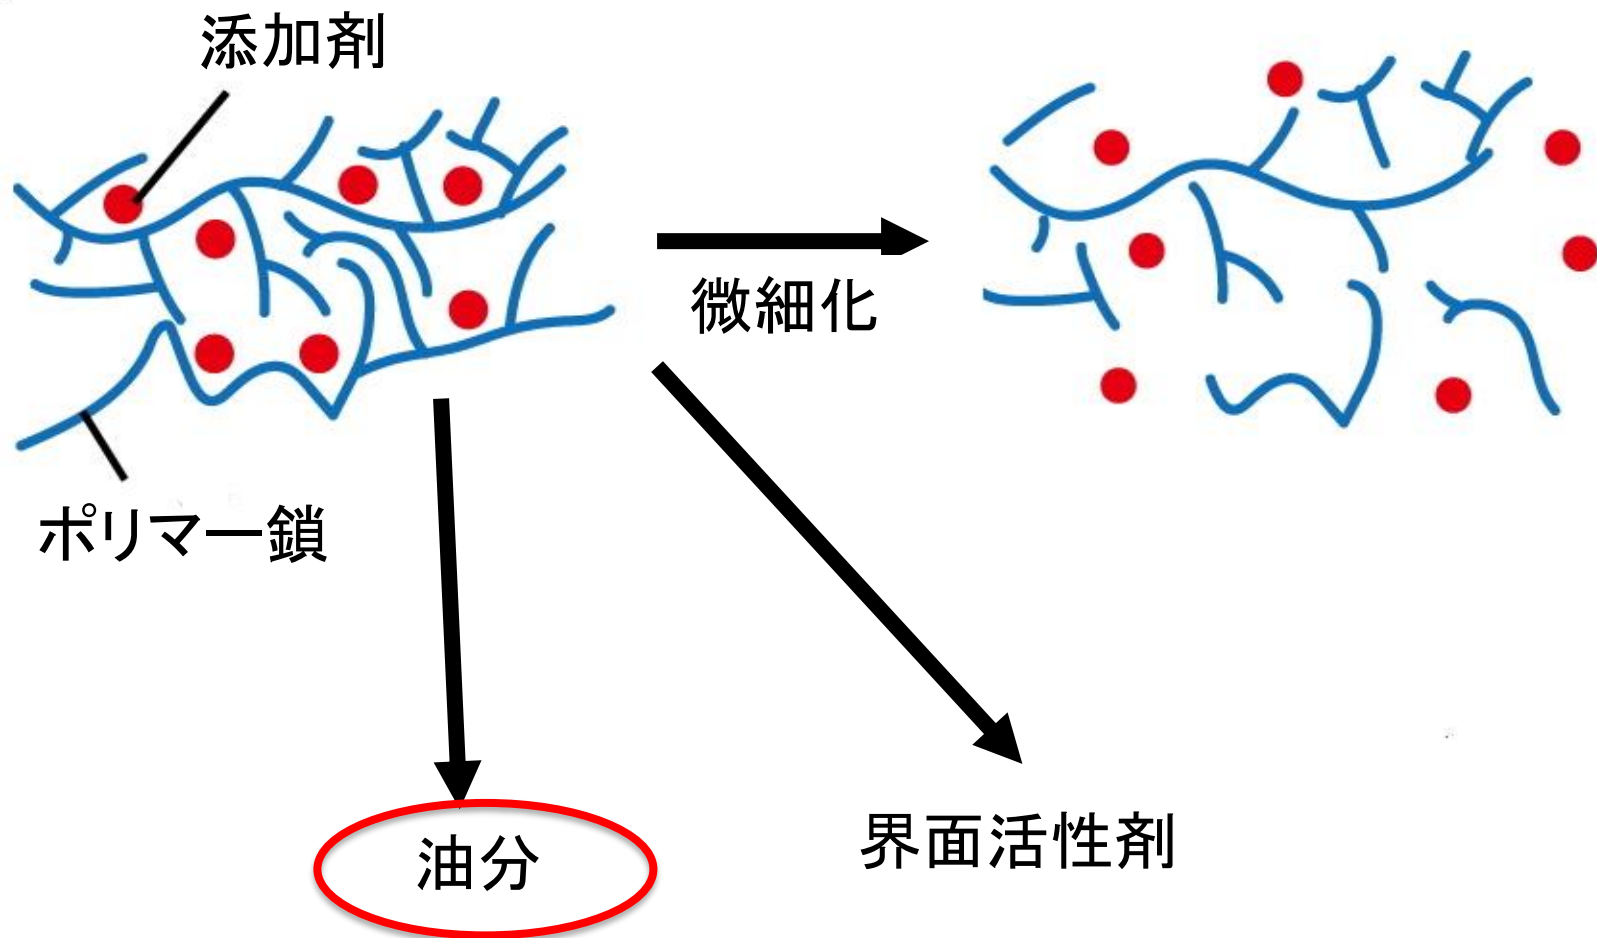 添加剤
微細化
ポリマー鎖
油分
界面活性剤